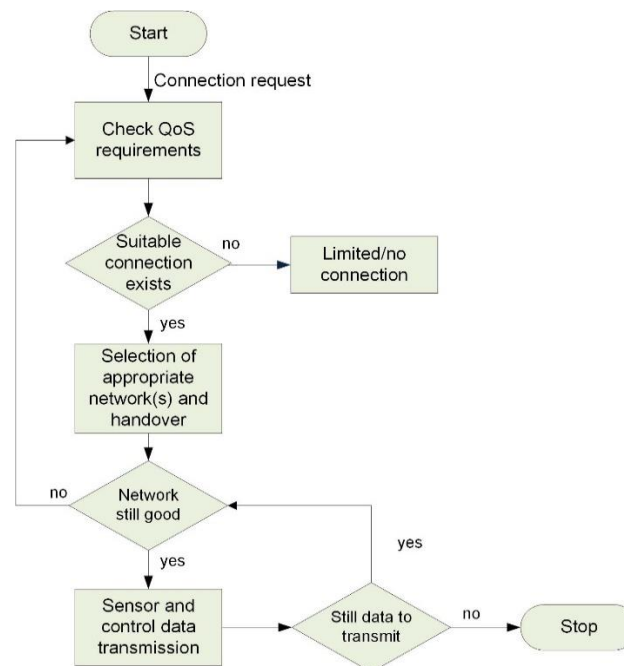 Start
Connection request
Check QoS
requirements
Suitable
connection
exists
no
Limited/no
connection
yes
Selection of
appropriate
network(s) and
handover
no
Network
still good
yes
yes
Sensor and
control data
transmission
Still data to
transmit
no
Stop